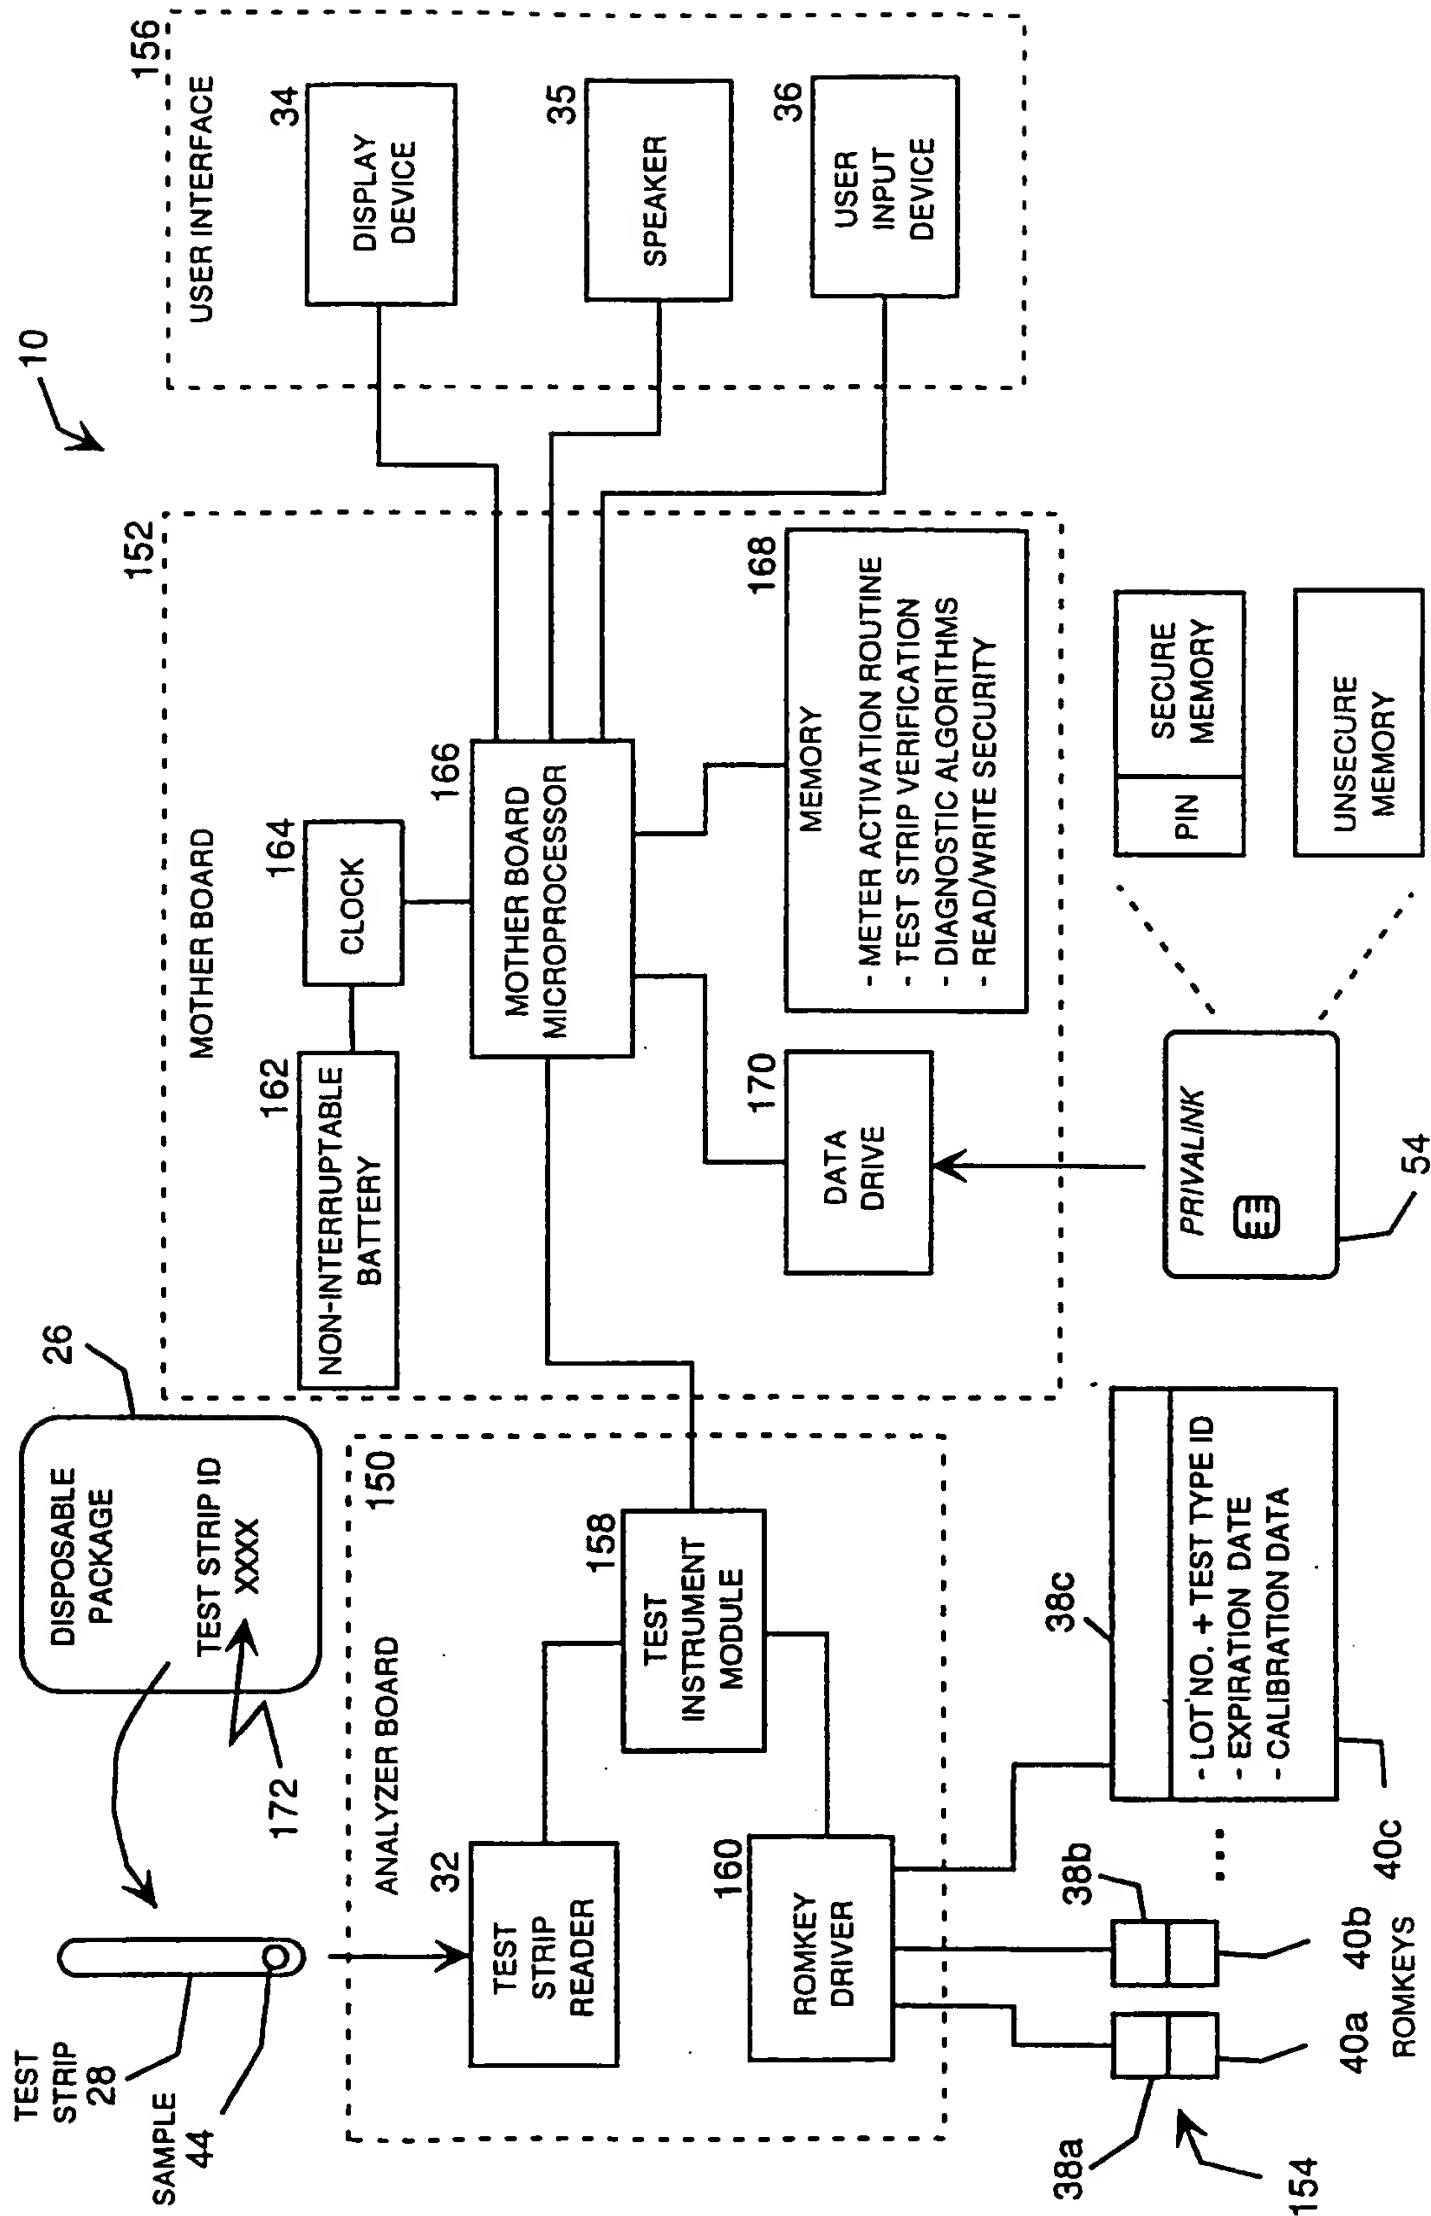 10
TEST
STRIP
28
SAMPLE
44
172
DISPOSABLE
PACKAGE
TEST STRIP ID
XXXX
26
150
ANALYZER BOARD
32
TEST
STRIP
READER
158
TEST
INSTRUMENT
MODULE
160
ROMKEY
DRIVER
38a
38b
38c
- LOT NO. + TEST TYPE ID
- EXPIRATION DATE
- CALIBRATION DATA
154
40a
40b
40c
ROMKEYS
...
152
MOTHER BOARD
162
NON-INTERRUPTABLE
BATTERY
164
CLOCK
166
MOTHER BOARD
MICROPROCESSOR
170
DATA
DRIVE
168
MEMORY
- METER ACTIVATION ROUTINE
- TEST STRIP VERIFICATION
- DIAGNOSTIC ALGORITHMS
- READ/WRITE SECURITY
PRIVALINK
54
PIN
SECURE
MEMORY
UNSECURE
MEMORY
156
USER INTERFACE
34
DISPLAY
DEVICE
35
SPEAKER
36
USER
INPUT
DEVICE